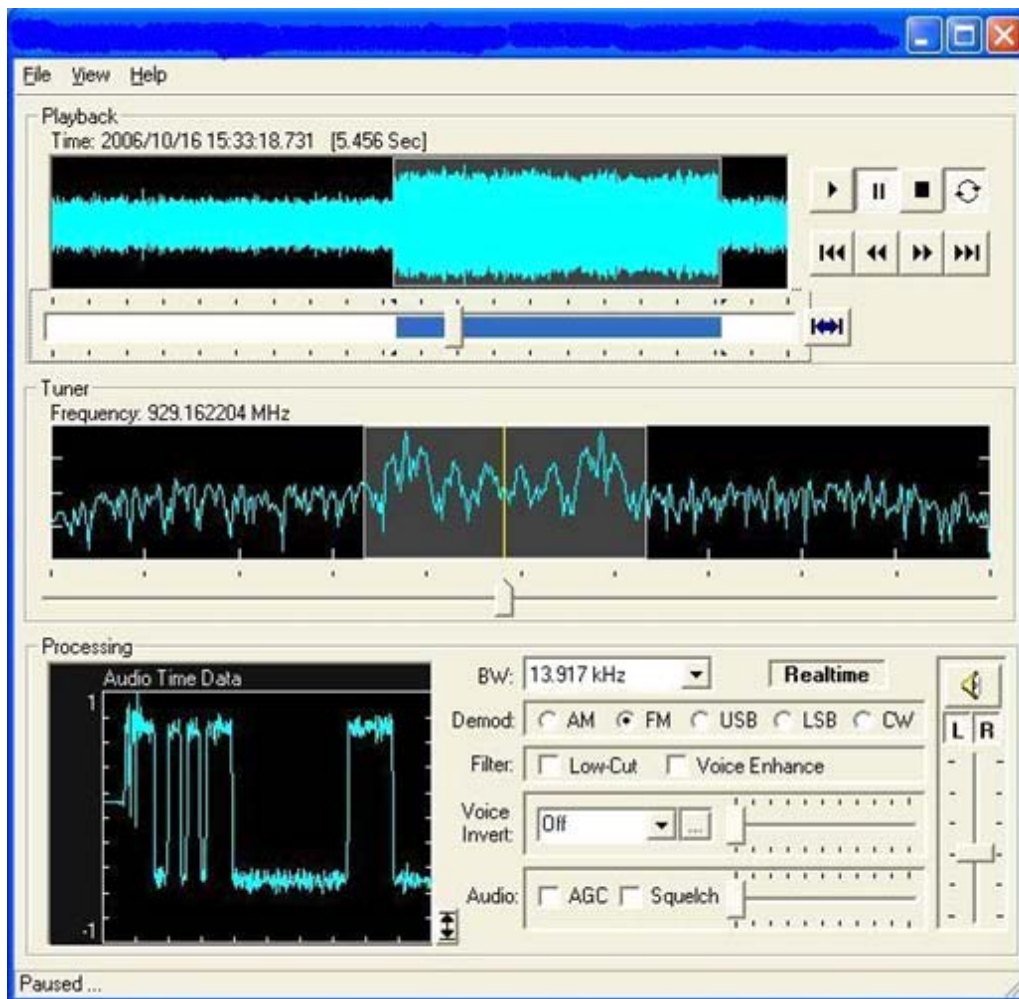 File View Help
Playback
Time: 2006/10/16 15:33:18.731 [5.456 Sec]
Tuner
Frequency: 929.162204 MHz
Processing
Audio Time Data
1
-1
BW: 13.917 kHz Realtime
Demod: AM FM USB LSB CW
Filter: Low-Cut Voice Enhance
Voice Invert: Off ...
Audio: AGC Squelch
L R
Paused ...